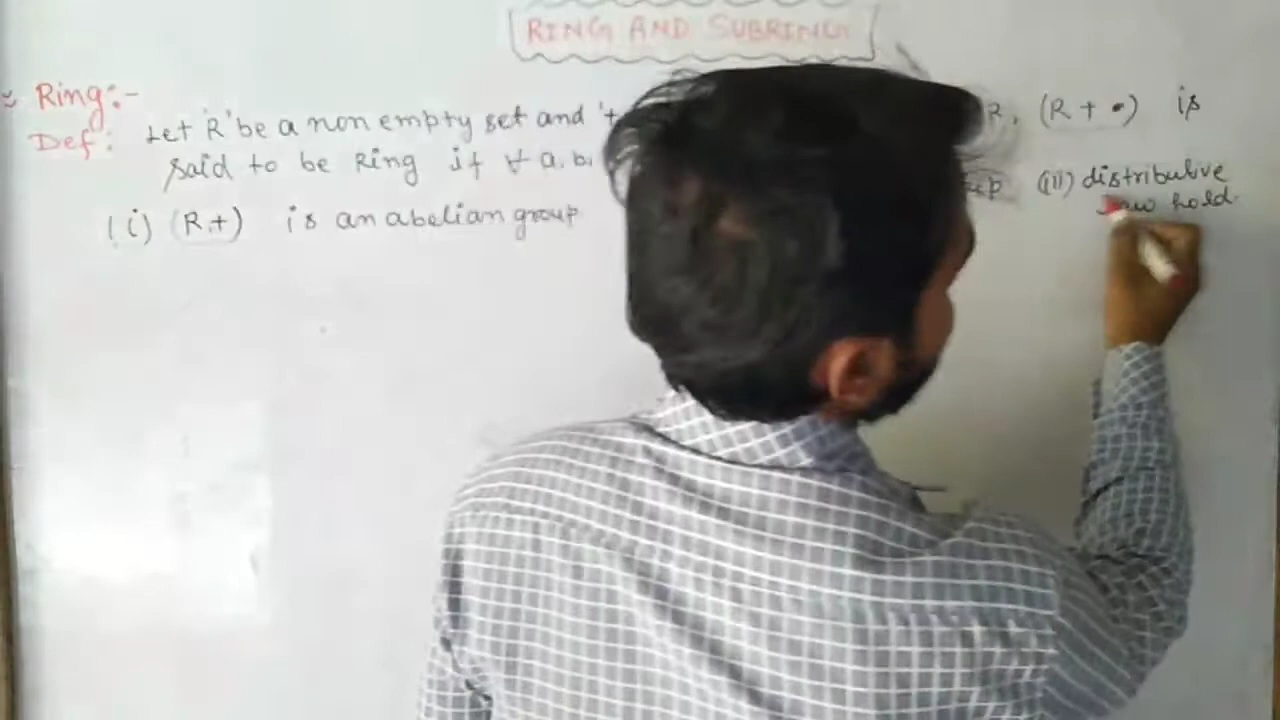 RING AND SUBRING
Ring:-
Def: Let 'R' be a non empty set and '+ R, (R + •) is
said to be Ring if ∀ a, b,
(i) (R,+) is an abelian group (ii) distributive
law hold.